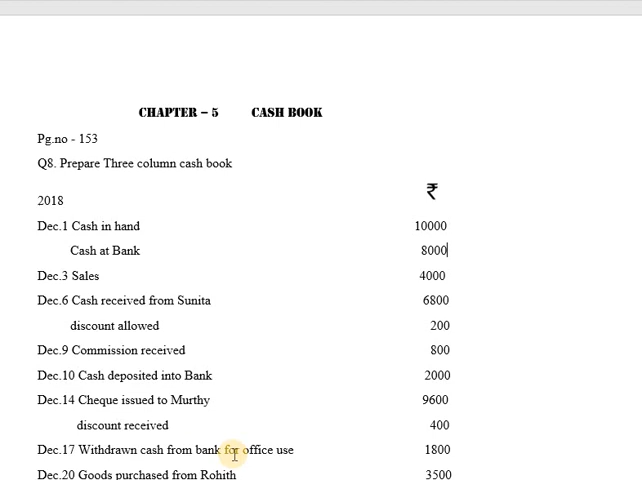 CHAPTER – 5 CASH BOOK
Pg.no - 153
Q8. Prepare Three column cash book
2018 ₹
Dec.1 Cash in hand 10000
Cash at Bank 8000
Dec.3 Sales 4000
Dec.6 Cash received from Sunita 6800
discount allowed 200
Dec.9 Commission received 800
Dec.10 Cash deposited into Bank 2000
Dec.14 Cheque issued to Murthy 9600
discount received 400
Dec.17 Withdrawn cash from bank for office use 1800
Dec.20 Goods purchased from Rohith 3500